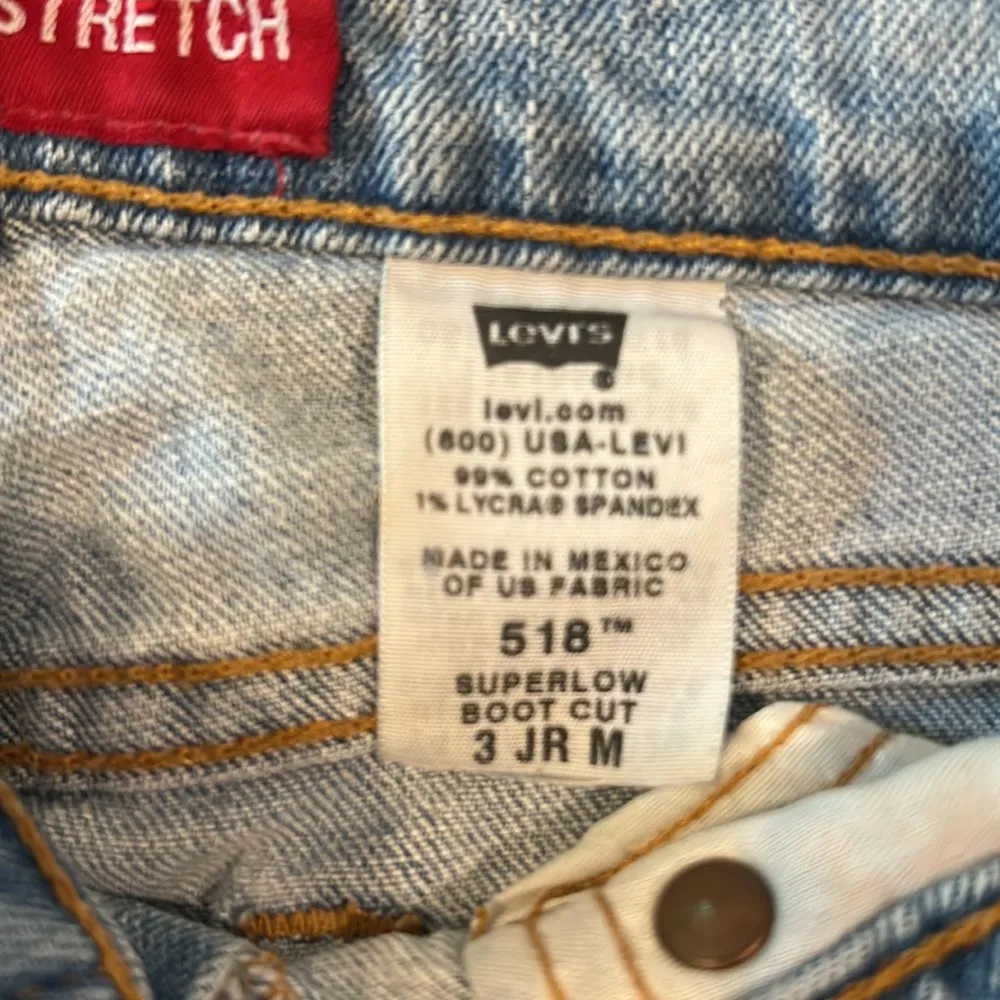 STRETCH
LEVI'S
®
levi.com
(800) USA-LEVI
99% COTTON
1% LYCRA® SPANDEX
MADE IN MEXICO
OF US FABRIC
518™
SUPERLOW
BOOT CUT
3 JR M